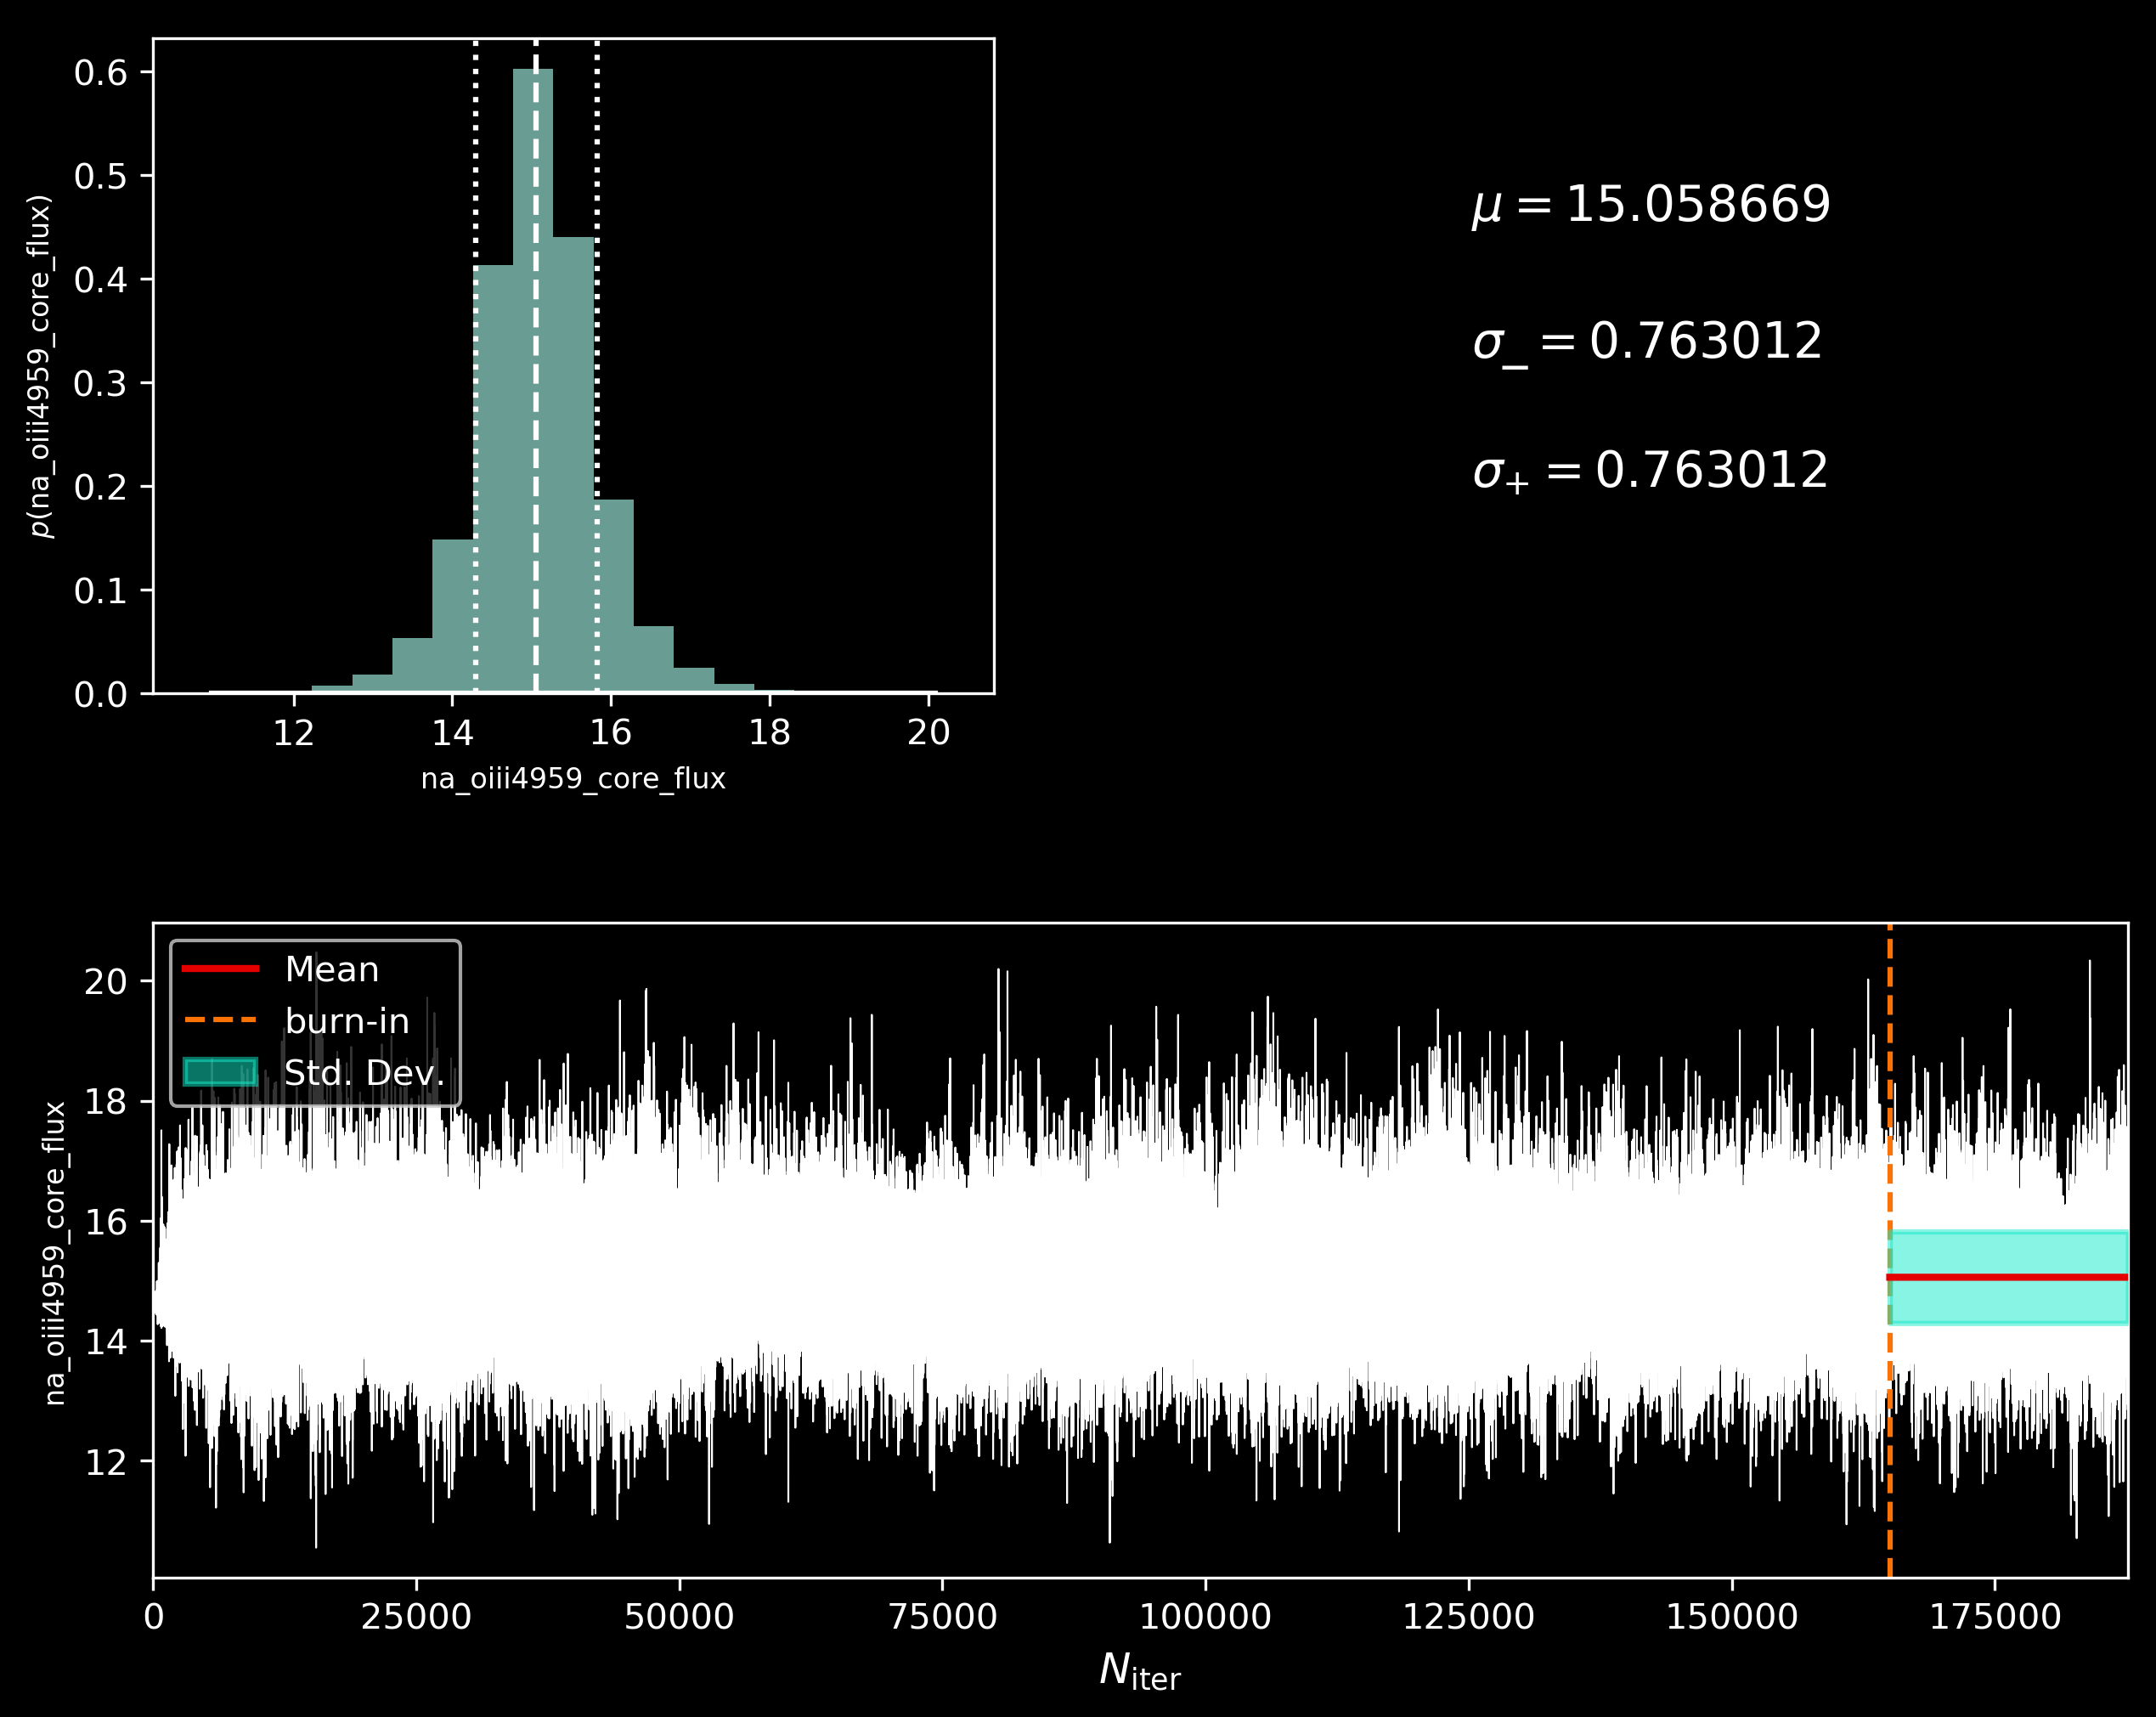 0.6
0.5
0.4
0.3
0.2
0.1
0.0
p(na_oiii4959_core_flux)
12 14 16 18 20
na_oiii4959_core_flux
μ = 15.058669
σ_ = 0.763012
σ+ = 0.763012
20
18
16
14
12
na_oiii4959_core_flux
Mean
burn-in
Std. Dev.
0 25000 50000 75000 100000 125000 150000 175000
Niter